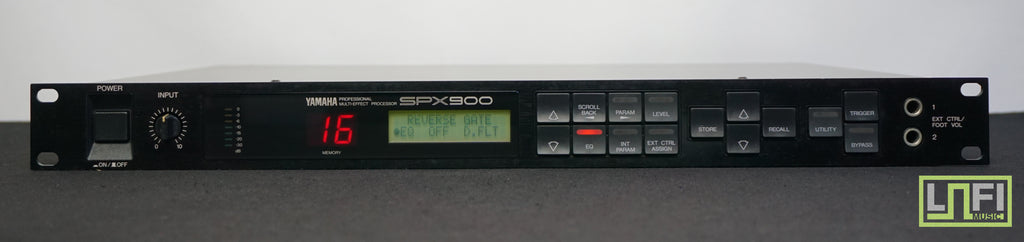 POWER
INPUT
0
10
ON / OFF
dB
YAMAHA PROFESSIONAL MULTI-EFFECT PROCESSOR SPX900
16
MEMORY
REVERSE GATE
EQ OFF D.FLT
SCROLL BACK
PARAM
LEVEL
EQ
INT PARAM
EXT CTRL ASSIGN
STORE
RECALL
UTILITY
TRIGGER
BYPASS
1
EXT CTRL/
FOOT VOL
2
LNFI
MUSIC